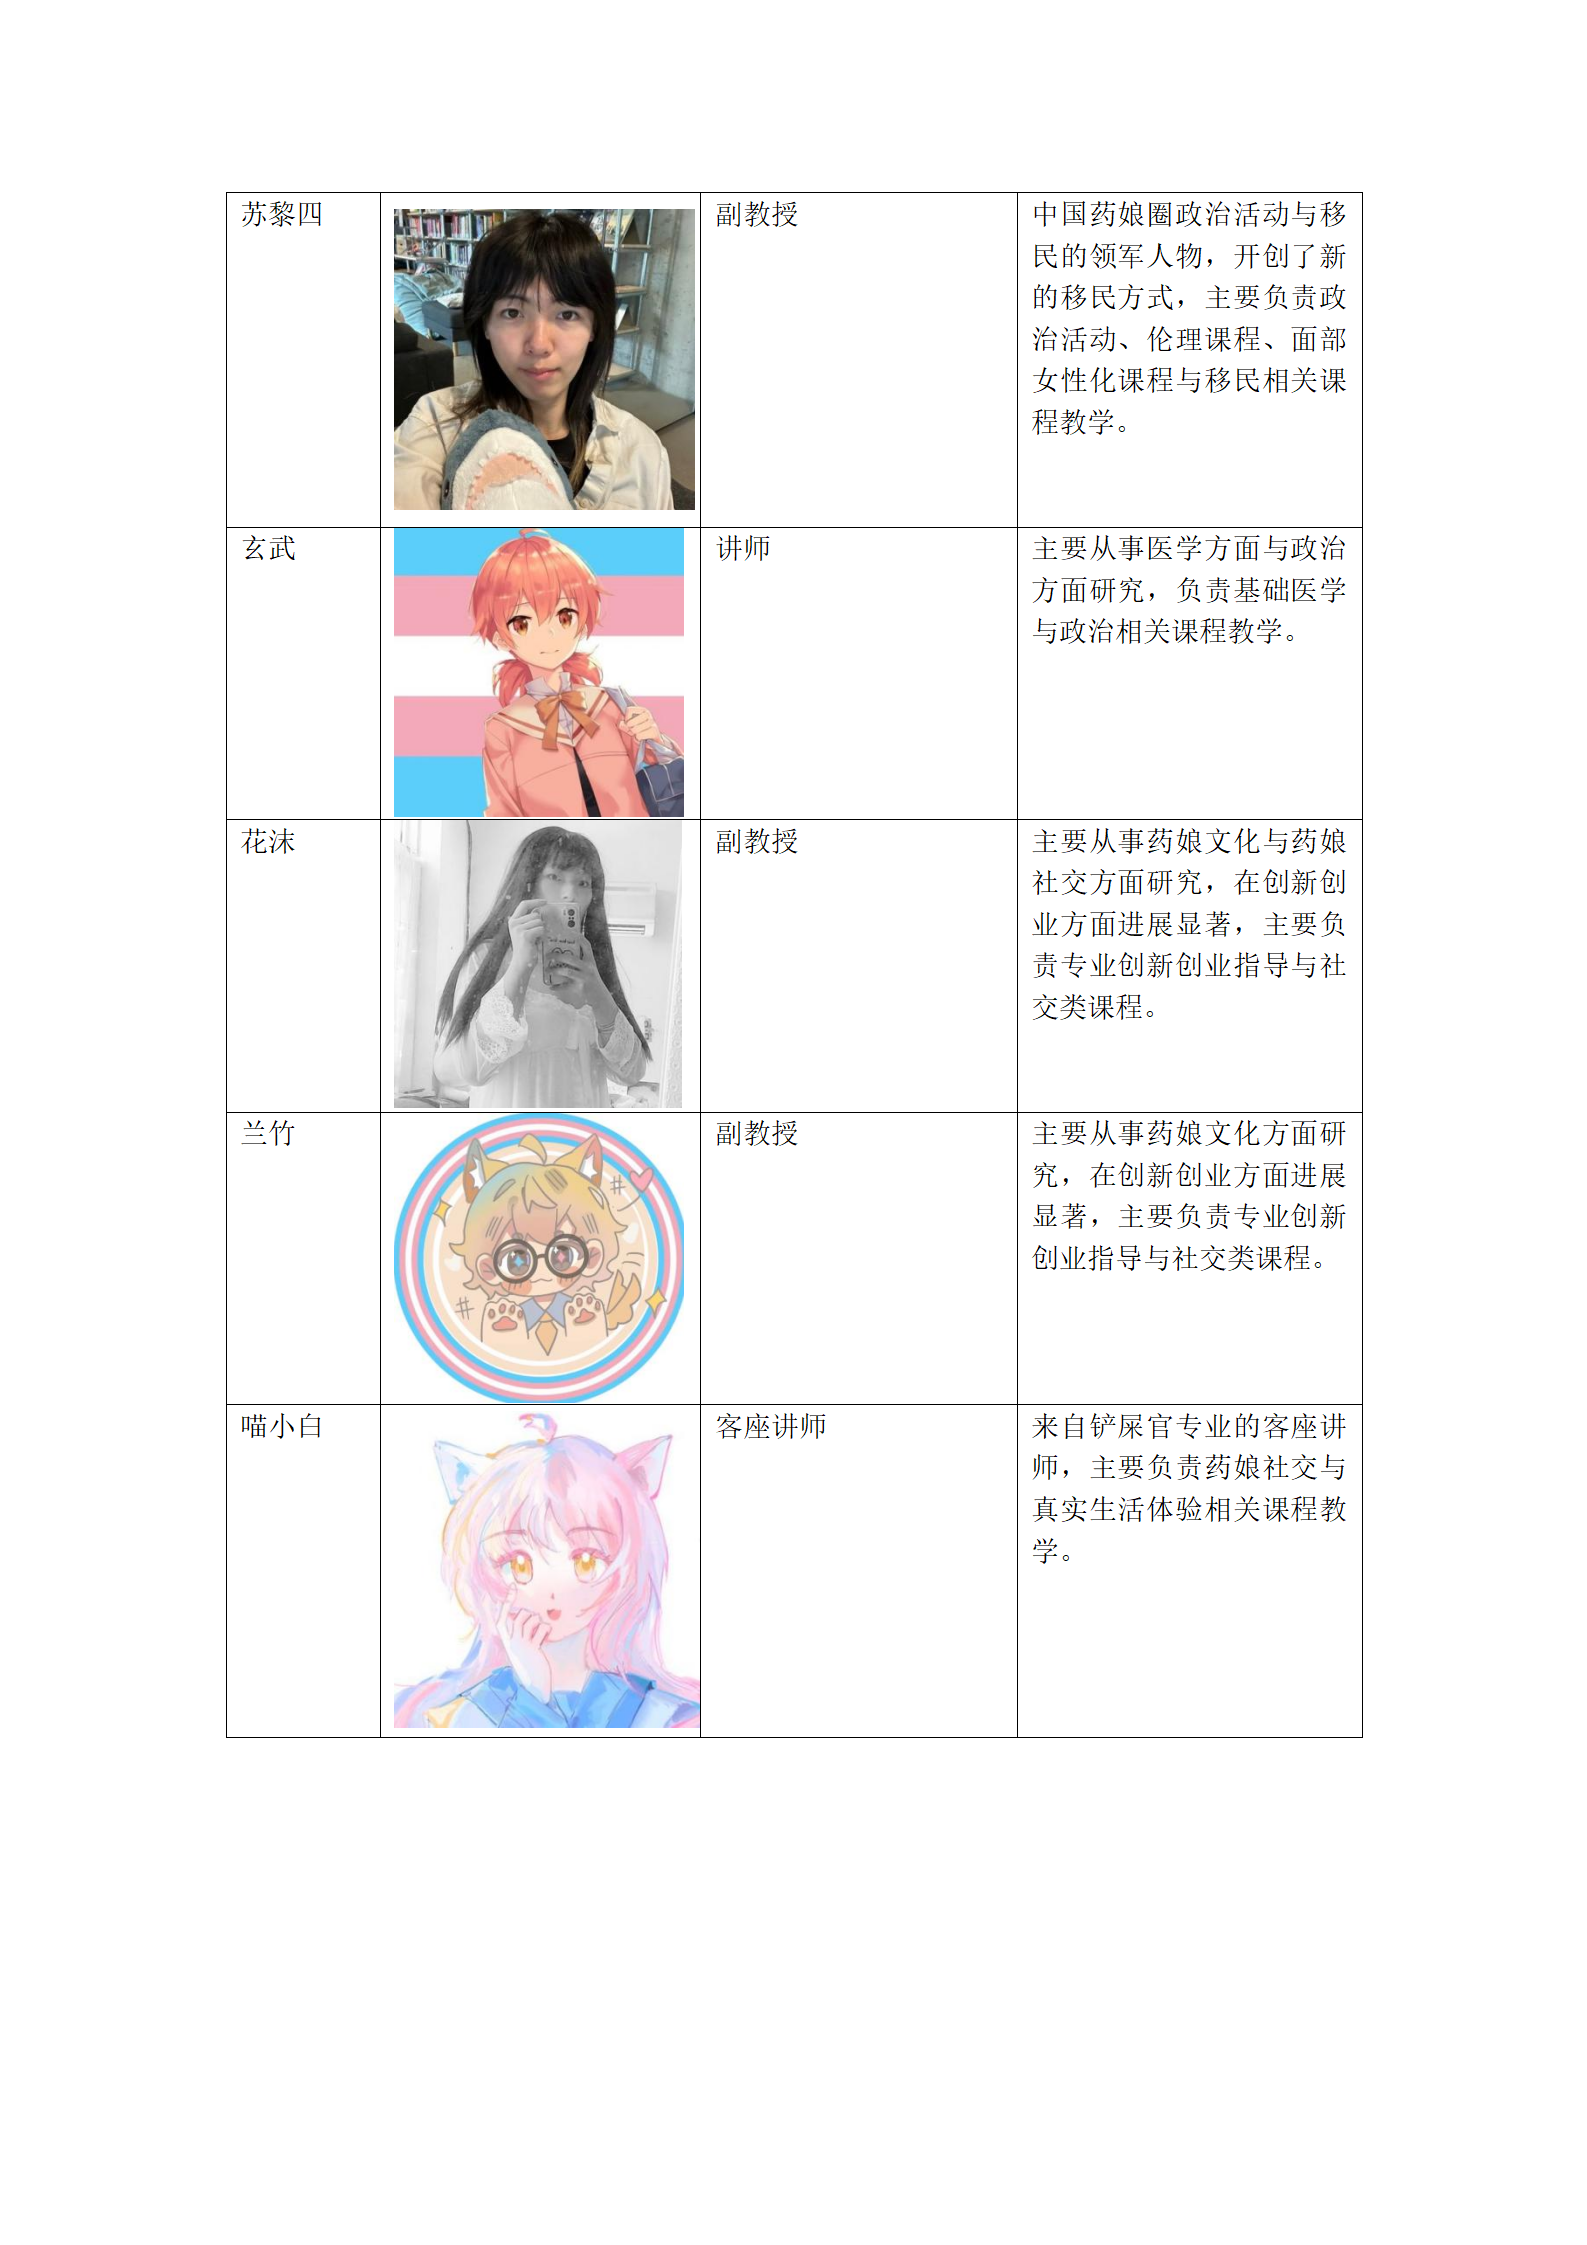 苏黎四
副教授
中国药娘圈政治活动与移
民的领军人物，开创了新
的移民方式，主要负责政
治活动、伦理课程、面部
女性化课程与移民相关课
程教学。
玄武
讲师
主要从事医学方面与政治
方面研究，负责基础医学
与政治相关课程教学。
花沫
副教授
主要从事药娘文化与药娘
社交方面研究，在创新创
业方面进展显著，主要负
责专业创新创业指导与社
交类课程。
兰竹
副教授
主要从事药娘文化方面研
究，在创新创业方面进展
显著，主要负责专业创新
创业指导与社交类课程。
喵小白
客座讲师
来自铲屎官专业的客座讲
师，主要负责药娘社交与
真实生活体验相关课程教
学。